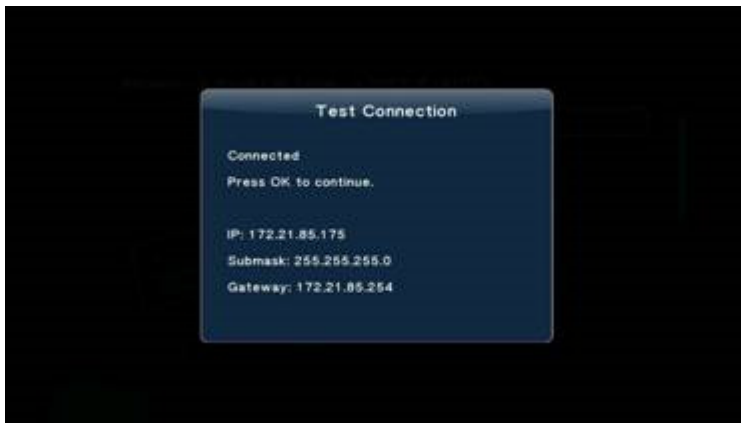 Test Connection
Connected
Press OK to continue.
IP: 172.21.85.175
Submask: 255.255.255.0
Gateway: 172.21.85.254